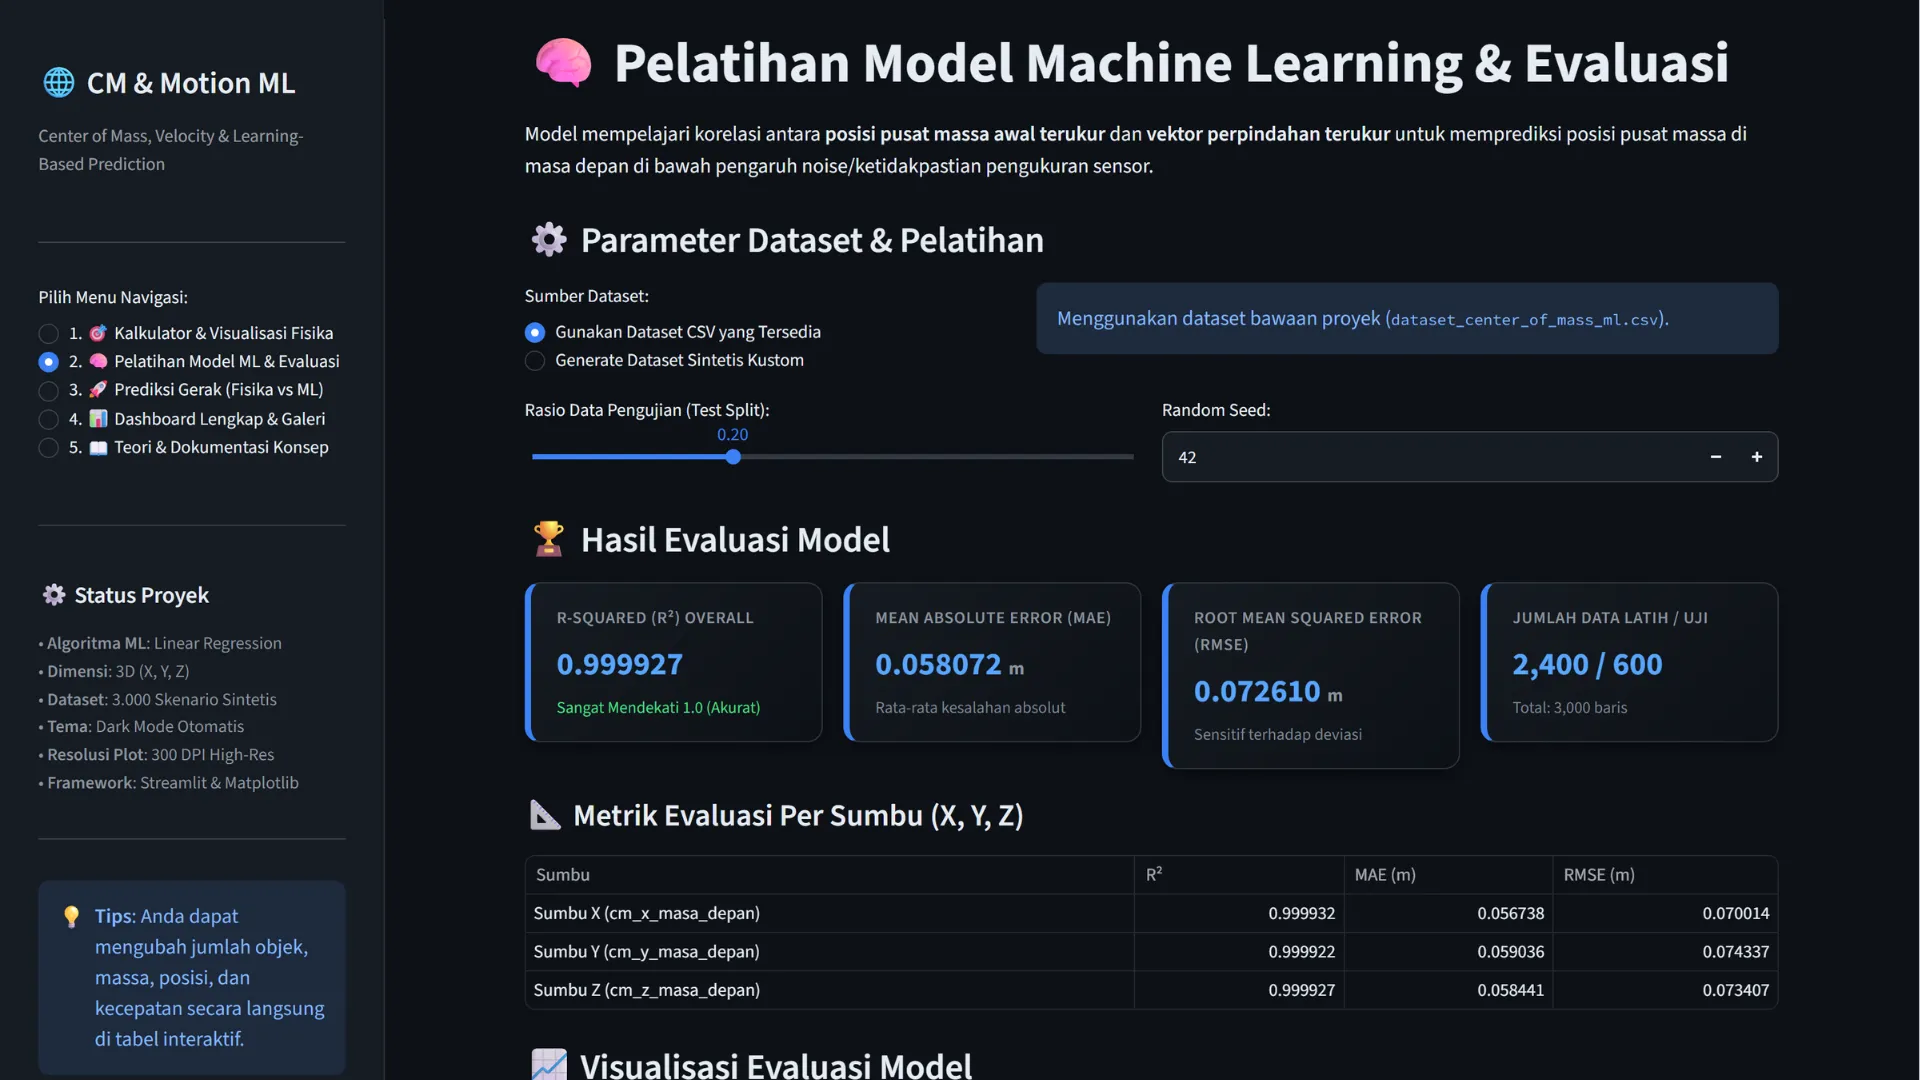 CM & Motion ML
Center of Mass, Velocity & Learning-
Based Prediction
Pilih Menu Navigasi:
1. Kalkulator & Visualisasi Fisika
2. Pelatihan Model ML & Evaluasi
3. Prediksi Gerak (Fisika vs ML)
4. Dashboard Lengkap & Galeri
5. Teori & Dokumentasi Konsep
Status Proyek
• Algoritma ML: Linear Regression
• Dimensi: 3D (X, Y, Z)
• Dataset: 3.000 Skenario Sintetis
• Tema: Dark Mode Otomatis
• Resolusi Plot: 300 DPI High-Res
• Framework: Streamlit & Matplotlib
Tips: Anda dapat
mengubah jumlah objek,
massa, posisi, dan
kecepatan secara langsung
di tabel interaktif.
Pelatihan Model Machine Learning & Evaluasi
Model mempelajari korelasi antara posisi pusat massa awal terukur dan vektor perpindahan terukur untuk memprediksi posisi pusat massa di
masa depan di bawah pengaruh noise/ketidakpastian pengukuran sensor.
Parameter Dataset & Pelatihan
Sumber Dataset:
Gunakan Dataset CSV yang Tersedia
Generate Dataset Sintetis Kustom
Menggunakan dataset bawaan proyek (dataset_center_of_mass_ml.csv).
Rasio Data Pengujian (Test Split):
0.20
Random Seed:
42
Hasil Evaluasi Model
R-SQUARED (R²) OVERALL
0.999927
Sangat Mendekati 1.0 (Akurat)
MEAN ABSOLUTE ERROR (MAE)
0.058072 m
Rata-rata kesalahan absolut
ROOT MEAN SQUARED ERROR
(RMSE)
0.072610 m
Sensitif terhadap deviasi
JUMLAH DATA LATIH / UJI
2,400 / 600
Total: 3,000 baris
Metrik Evaluasi Per Sumbu (X, Y, Z)
Sumbu R² MAE (m) RMSE (m)
Sumbu X (cm_x_masa_depan) 0.999932 0.056738 0.070014
Sumbu Y (cm_y_masa_depan) 0.999922 0.059036 0.074337
Sumbu Z (cm_z_masa_depan) 0.999927 0.058441 0.073407
Visualisasi Evaluasi Model